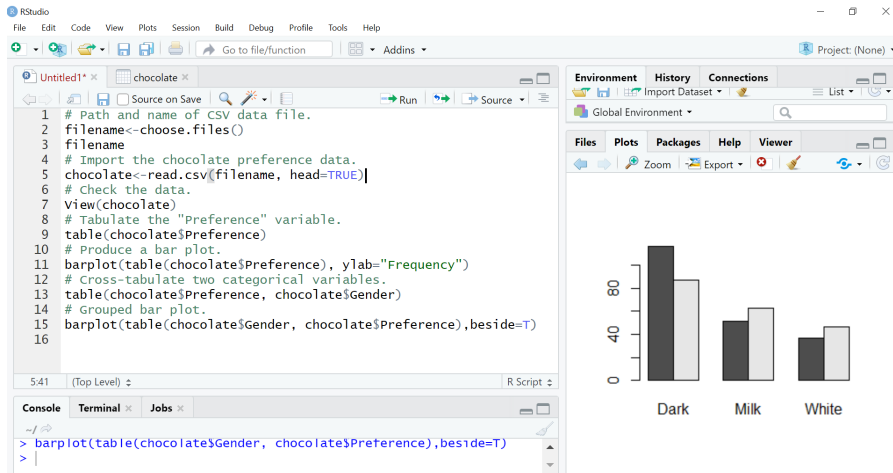 RStudio
File Edit Code View Plots Session Build Debug Profile Tools Help
Go to file/function Addins Project: (None)
Untitled1* chocolate
Source on Save Run Source
1 # Path and name of CSV data file.
2 filename<-choose.files()
3 filename
4 # Import the chocolate preference data.
5 chocolate<-read.csv(filename, head=TRUE)
6 # Check the data.
7 View(chocolate)
8 # Tabulate the "Preference" variable.
9 table(chocolate$Preference)
10 # Produce a bar plot.
11 barplot(table(chocolate$Preference), ylab="Frequency")
12 # Cross-tabulate two categorical variables.
13 table(chocolate$Preference, chocolate$Gender)
14 # Grouped bar plot.
15 barplot(table(chocolate$Gender, chocolate$Preference),beside=T)
16
5:41 (Top Level) R Script
Console Terminal Jobs
~/
> barplot(table(chocolate$Gender, chocolate$Preference),beside=T)
>
Environment History Connections
Import Dataset List
Global Environment
Files Plots Packages Help Viewer
Zoom Export
80
40
0
Dark Milk White